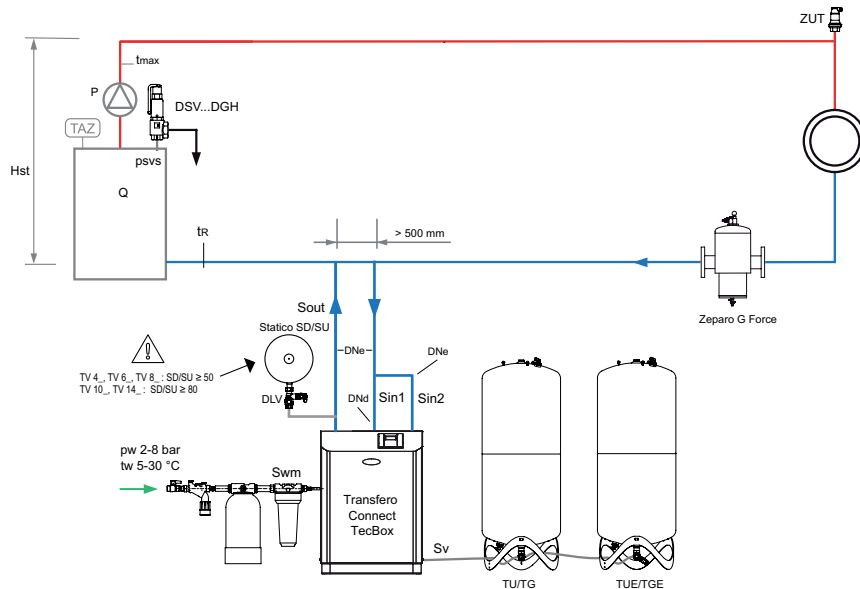 ZUT
tmax
P
DSV...DGH
TAZ
psvs
Hst
Q
tR
> 500 mm
Sout
Zeparo G Force
Statico SD/SU
DNe
DNe
TV 4_, TV 6_, TV 8_ : SD/SU ≥ 50
TV 10_, TV 14_ : SD/SU ≥ 80
DLV
DNd
Sin1
Sin2
pw 2-8 bar
tw 5-30 °C
Swm
Transfero
Connect
TecBox
Sv
TU/TG
TUE/TGE